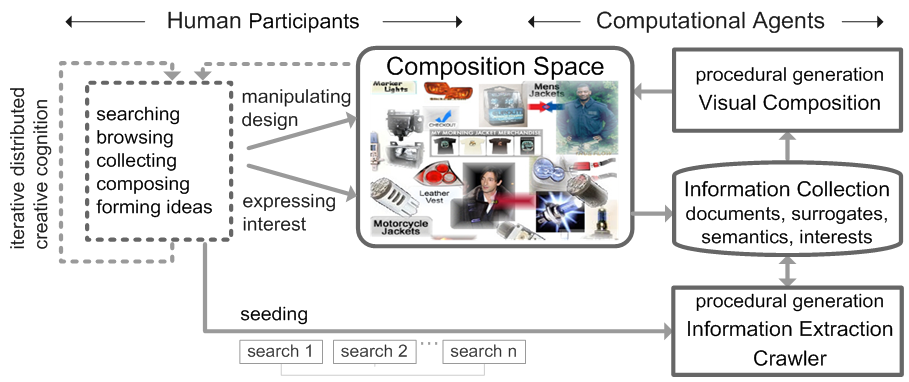 Human Participants
Computational Agents
iterative distributed
creative cognition
searching
browsing
collecting
composing
forming ideas
manipulating
design
expressing
interest
Composition Space
Marker
Lights
CHECKOUT
Mens
Jackets
MY MORNING JACKET MERCHANDISE
Leather
Vest
Motorcycle
Jackets
procedural generation
Visual Composition
Information Collection
documents, surrogates,
semantics, interests
procedural generation
Information Extraction
Crawler
seeding
search 1
search 2
...
search n